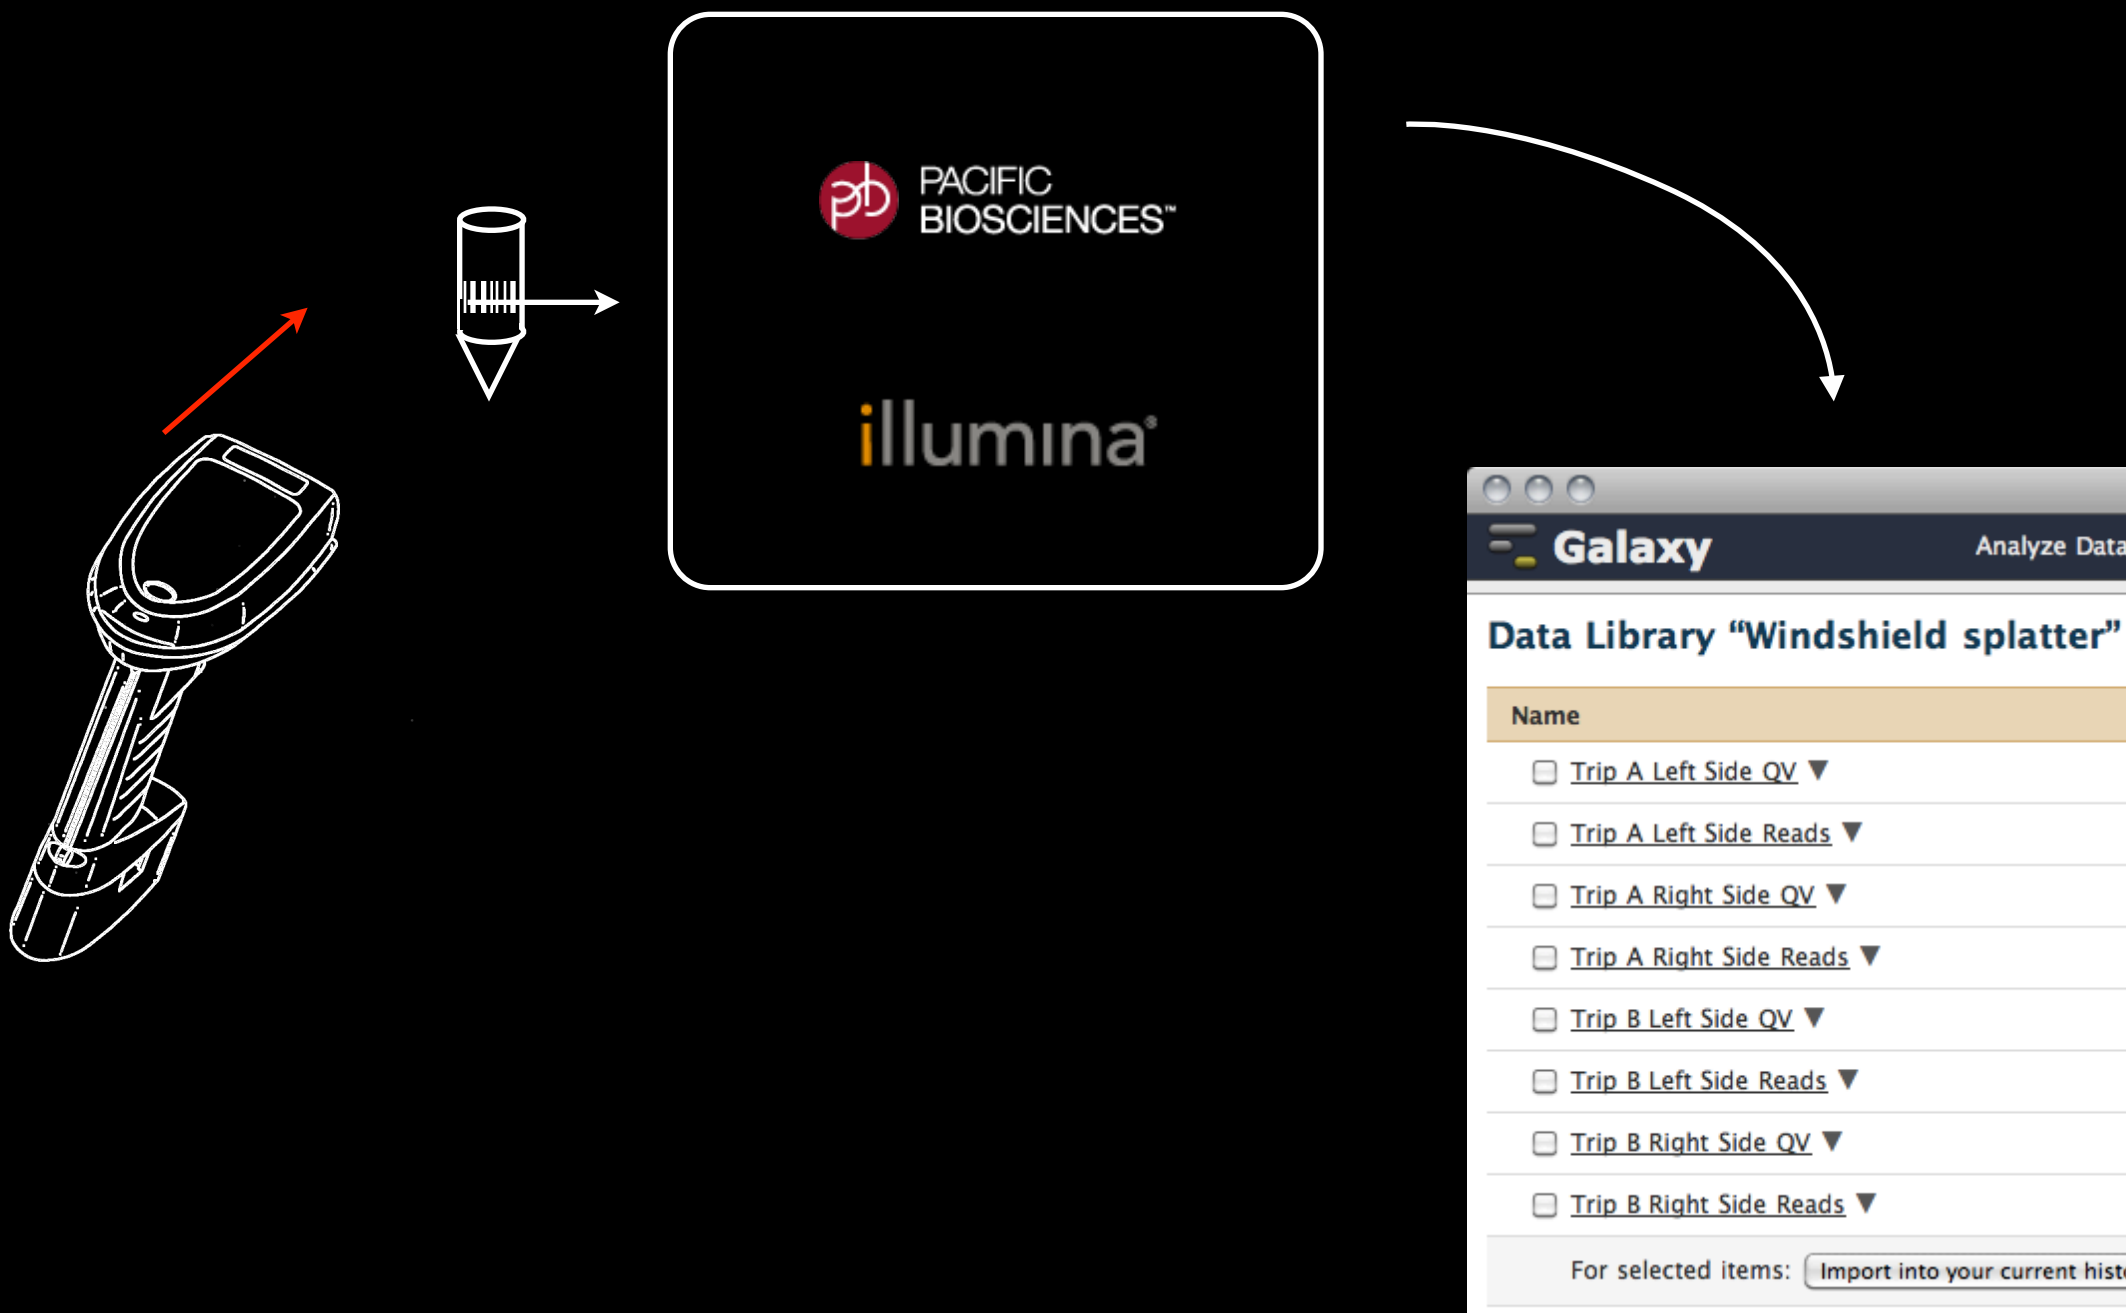 PACIFIC
BIOSCIENCES™
illumina®
Galaxy
Analyze Data
Data Library “Windshield splatter”
Name
Trip A Left Side QV ▼
Trip A Left Side Reads ▼
Trip A Right Side QV ▼
Trip A Right Side Reads ▼
Trip B Left Side QV ▼
Trip B Left Side Reads ▼
Trip B Right Side QV ▼
Trip B Right Side Reads ▼
For selected items: Import into your current